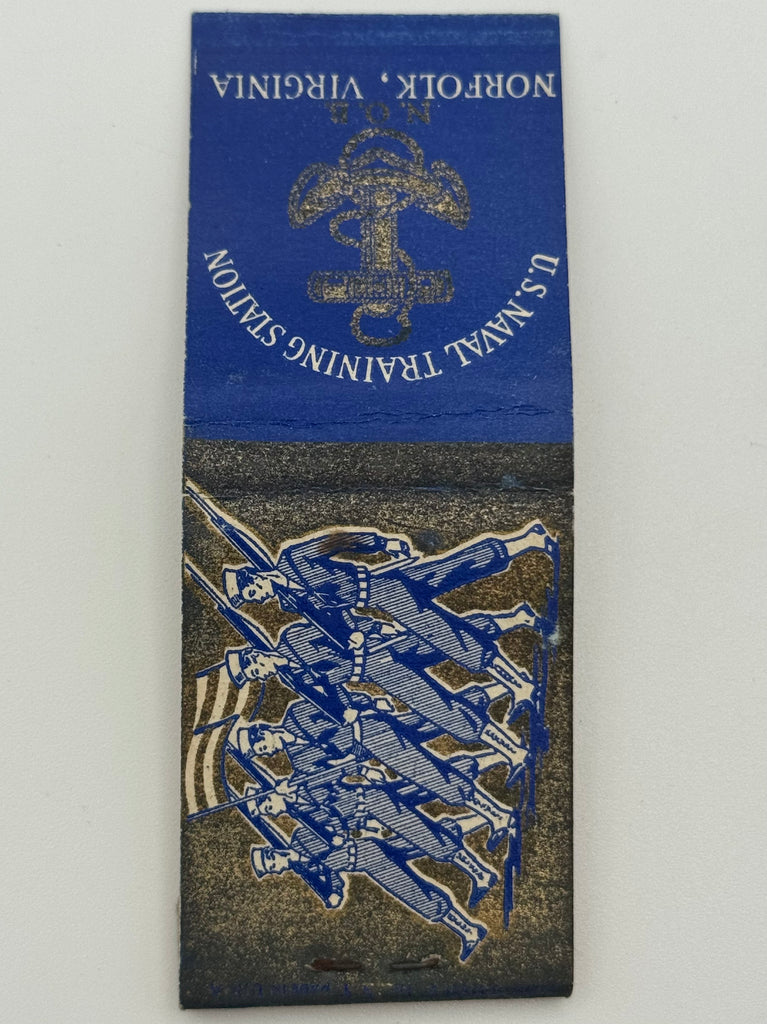 U.S. NAVAL TRAINING STATION
N.O.B.
NORFOLK, VIRGINIA